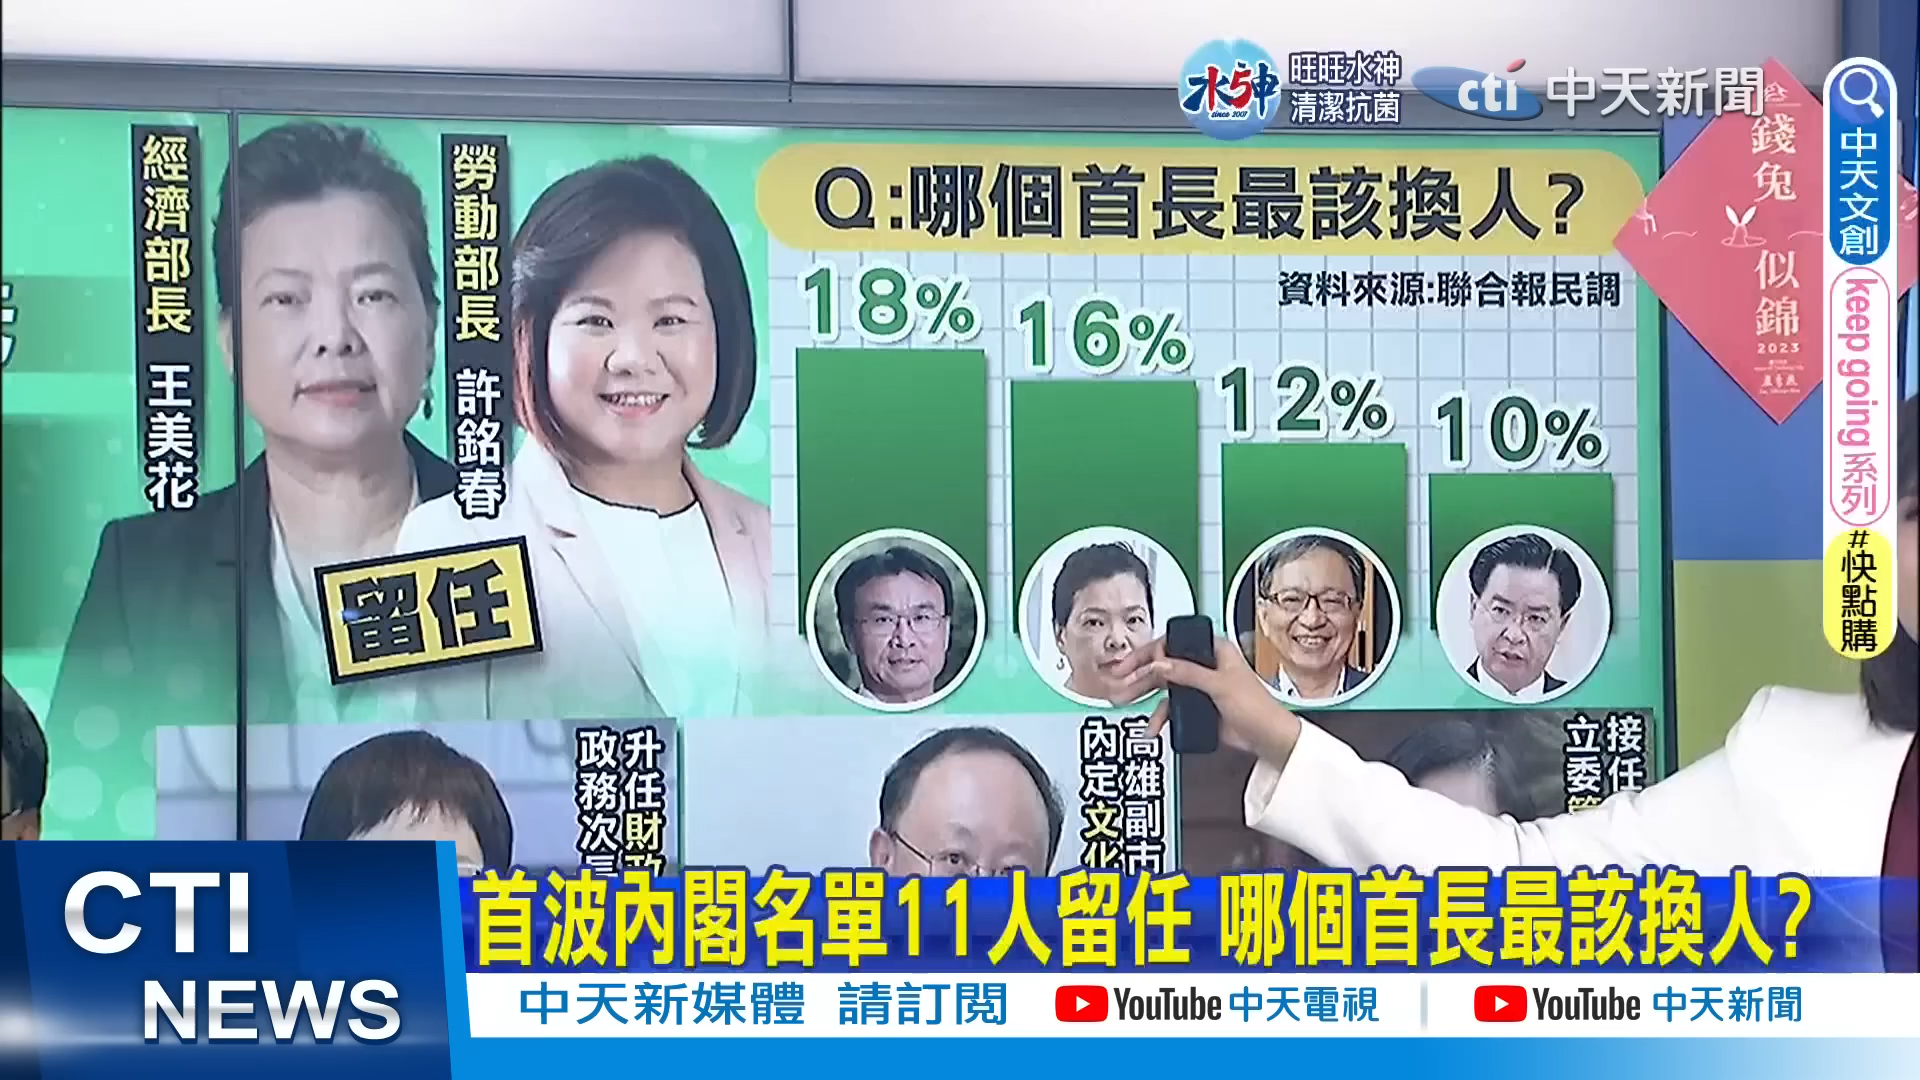 水神
since 2007
旺旺水神
清潔抗菌
cti
中天新聞
中天文創
keep going系列
#快點購
錢兔
似錦
2023
經濟部長 王美花
勞動部長 許銘春
留任
Q:哪個首長最該換人?
資料來源:聯合報民調
18%
16%
12%
10%
升任財政
政務次長
高雄副市
內定文化
接任
立委管
CTI
NEWS
首波內閣名單11人留任 哪個首長最該換人?
中天新媒體 請訂閱 YouTube 中天電視 YouTube 中天新聞